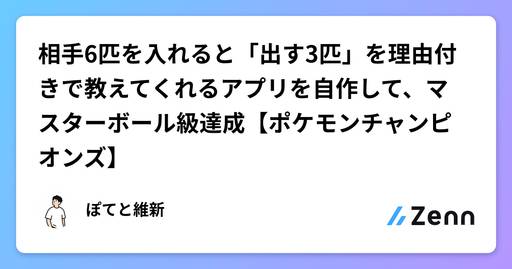 相手6匹を入れると「出す3匹」を理由付
きで教えてくれるアプリを自作して、マ
スターボール級達成【ポケモンチャンピ
オンズ】
ぽてと維新
Zenn